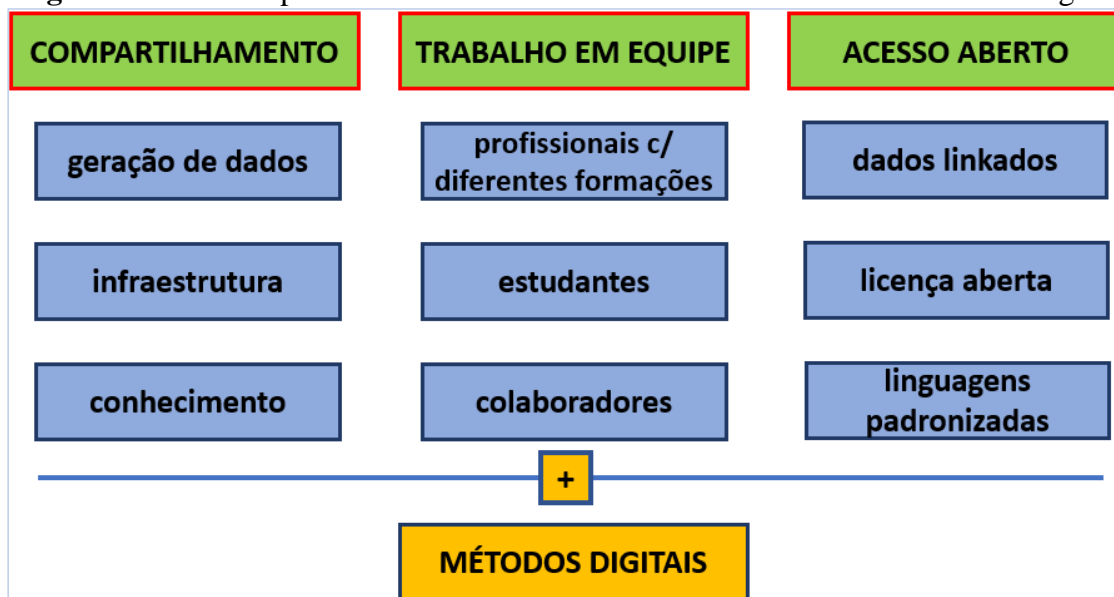 COMPARTILHAMENTO
TRABALHO EM EQUIPE
ACESSO ABERTO
geração de dados
profissionais c/
diferentes formações
dados linkados
infraestrutura
estudantes
licença aberta
conhecimento
colaboradores
linguagens
padronizadas
+
MÉTODOS DIGITAIS